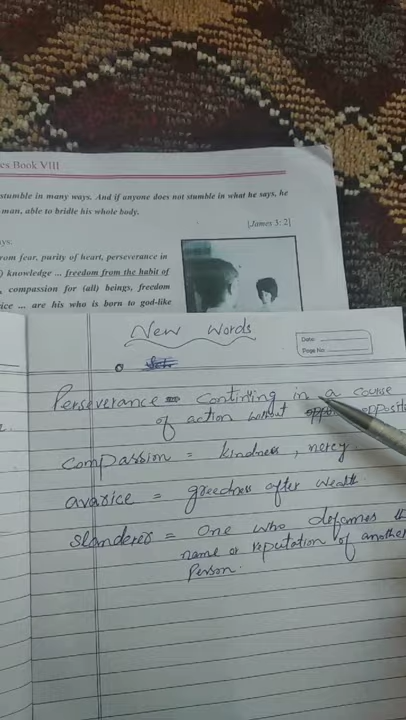 es Book VIII
stumble in many ways. And if anyone does not stumble in what he says, he
man, able to bridle his whole body.
[James 3: 2]
ys:
rom fear, purity of heart, perseverance in
) knowledge ... freedom from the habit of
, compassion for (all) beings, freedom
ice ... are his who is born to god-like
New Words
Date:
Page No:
Perseverance = Continuing in a course
of action without opposit
Compassion = kindness, mercy.
avarice = greedness after wealth.
slanderer = One who defames th
name or reputation of another
Person.